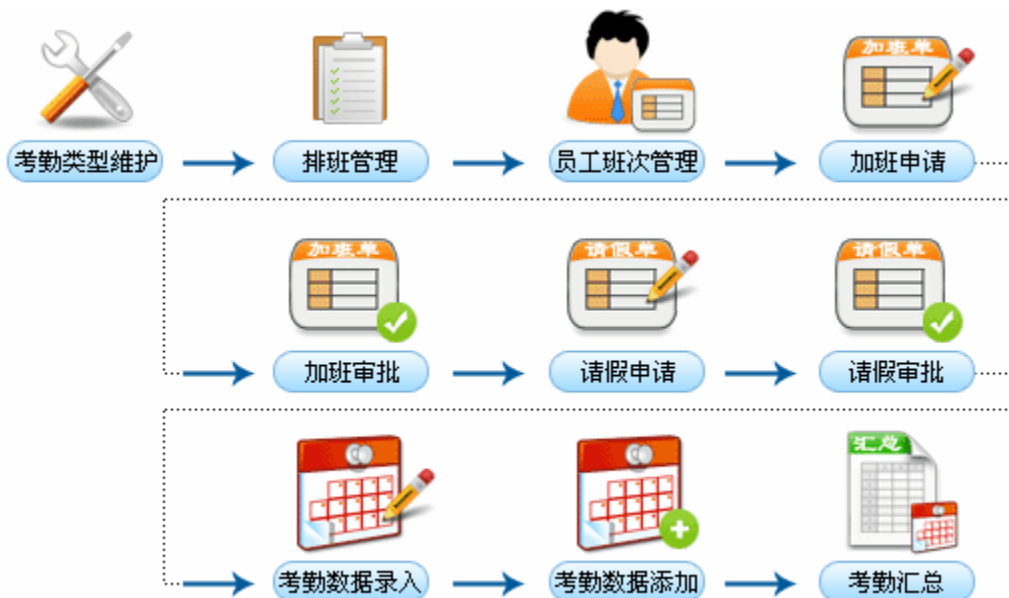 考勤类型维护
排班管理
员工班次管理
加班单
加班申请
加班单
加班审批
请假单
请假申请
请假单
请假审批
考勤数据录入
考勤数据添加
汇总
考勤汇总